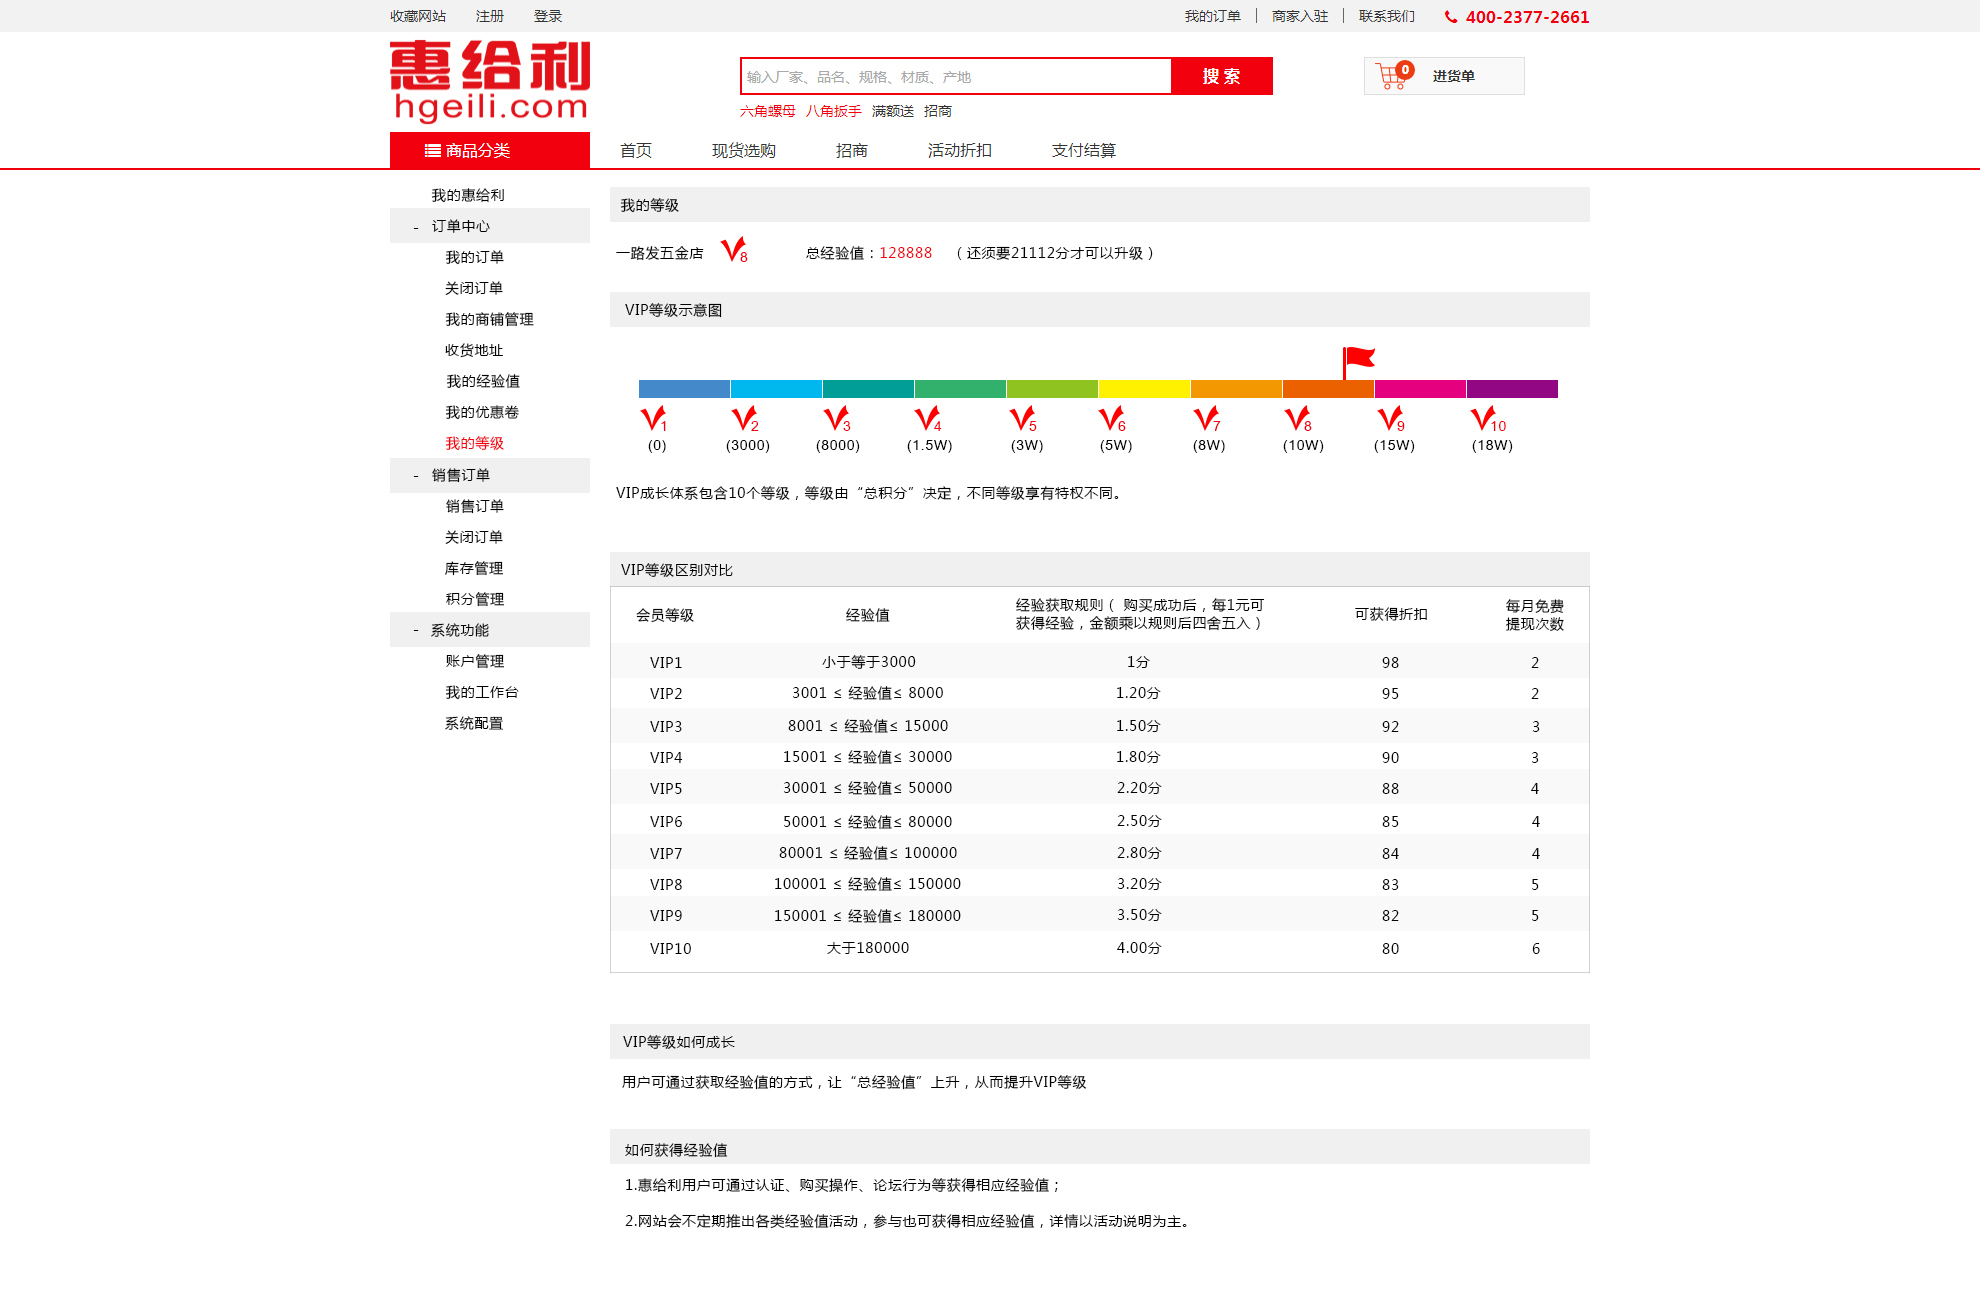 收藏网站 注册 登录 我的订单 商家入驻 联系我们 400-2377-2661
惠给利
hgeili.com
输入厂家、品名、规格、材质、产地 搜 索 0 进货单
六角螺母 八角扳手 满额送 招商
商品分类 首页 现货选购 招商 活动折扣 支付结算
我的惠给利
- 订单中心
我的订单
关闭订单
我的商铺管理
收货地址
我的经验值
我的优惠卷
我的等级
- 销售订单
销售订单
关闭订单
库存管理
积分管理
- 系统功能
账户管理
我的工作台
系统配置
我的等级
一路发五金店 V8 总经验值：128888 （还须要21112分才可以升级）
VIP等级示意图
V1 V2 V3 V4 V5 V6 V7 V8 V9 V10
(0) (3000) (8000) (1.5W) (3W) (5W) (8W) (10W) (15W) (18W)
VIP成长体系包含10个等级，等级由“总积分”决定，不同等级享有特权不同。
VIP等级区别对比
会员等级 经验值 经验获取规则（ 购买成功后，每1元可 可获得折扣 每月免费
获得经验，金额乘以规则后四舍五入） 提现次数
VIP1 小于等于3000 1分 98 2
VIP2 3001 ≤ 经验值≤ 8000 1.20分 95 2
VIP3 8001 ≤ 经验值≤ 15000 1.50分 92 3
VIP4 15001 ≤ 经验值≤ 30000 1.80分 90 3
VIP5 30001 ≤ 经验值≤ 50000 2.20分 88 4
VIP6 50001 ≤ 经验值≤ 80000 2.50分 85 4
VIP7 80001 ≤ 经验值≤ 100000 2.80分 84 4
VIP8 100001 ≤ 经验值≤ 150000 3.20分 83 5
VIP9 150001 ≤ 经验值≤ 180000 3.50分 82 5
VIP10 大于180000 4.00分 80 6
VIP等级如何成长
用户可通过获取经验值的方式，让“总经验值”上升，从而提升VIP等级
如何获得经验值
1.惠给利用户可通过认证、购买操作、论坛行为等获得相应经验值；
2.网站会不定期推出各类经验值活动，参与也可获得相应经验值，详情以活动说明为主。